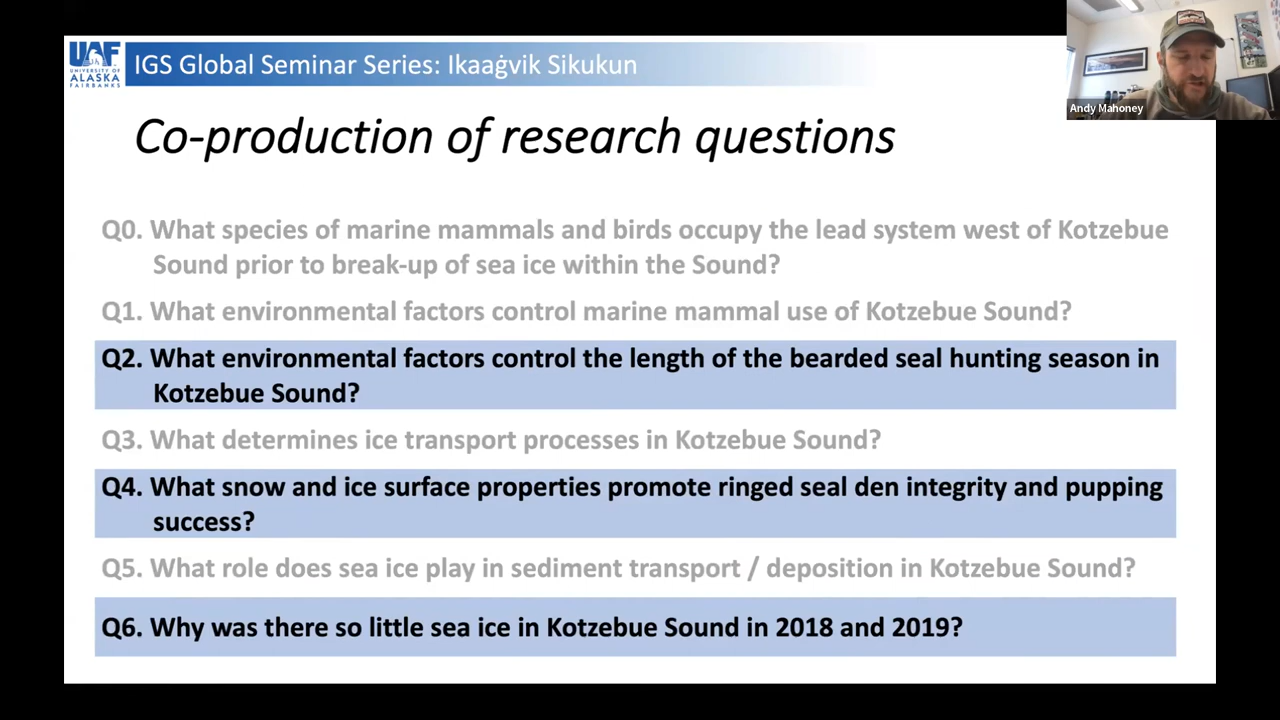 UAF
UNIVERSITY OF
ALASKA
FAIRBANKS
IGS Global Seminar Series: Ikaaġvik Sikukun
Andy Mahoney
Co-production of research questions
Q0. What species of marine mammals and birds occupy the lead system west of Kotzebue
Sound prior to break-up of sea ice within the Sound?
Q1. What environmental factors control marine mammal use of Kotzebue Sound?
Q2. What environmental factors control the length of the bearded seal hunting season in
Kotzebue Sound?
Q3. What determines ice transport processes in Kotzebue Sound?
Q4. What snow and ice surface properties promote ringed seal den integrity and pupping
success?
Q5. What role does sea ice play in sediment transport / deposition in Kotzebue Sound?
Q6. Why was there so little sea ice in Kotzebue Sound in 2018 and 2019?